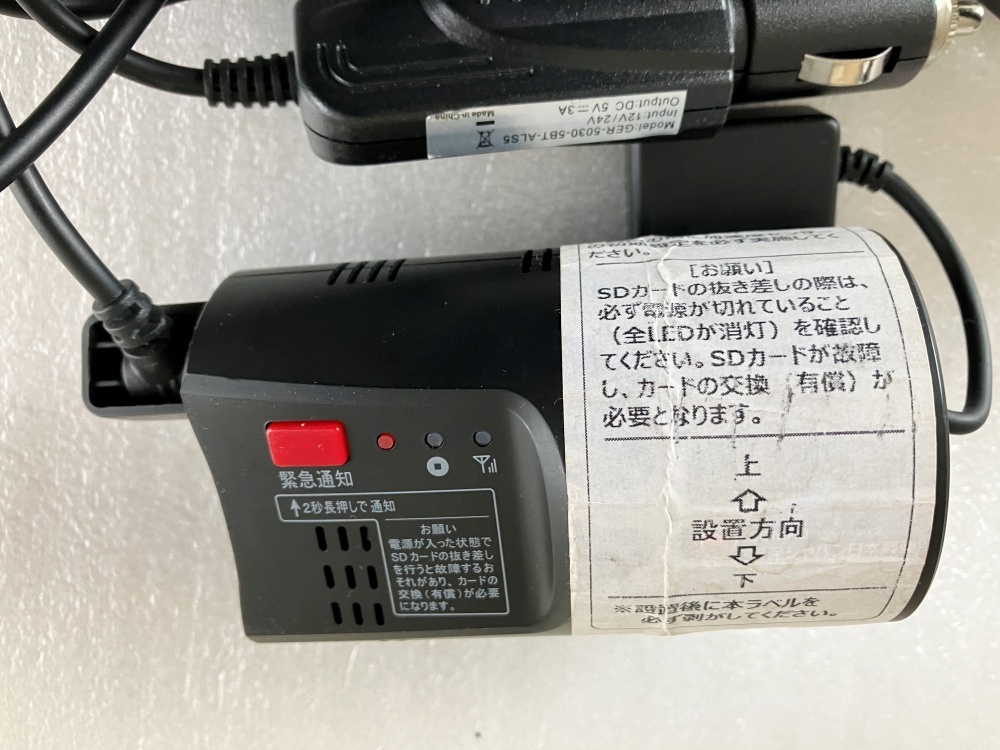 Model:GER-5030-5BT-ALS5
Input:12V/24V
Output:DC 5V 3A
Made in China
定を必ず実施してく
ださい。
[お願い]
SDカードの抜き差しの際は、
必ず電源が切れていること
（全LEDが消灯）を確認し
てください。SDカードが故障
し、カードの交換（有償）が
必要となります。
上
設置方向
下
※設置後に本ラベルを
必ず剥がしてください。
緊急通知
2秒長押しで通知
お願い
電源が入った状態で
SDカードの抜き差し
を行うと故障するお
それがあり、カードの
交換（有償）が必要
になります。